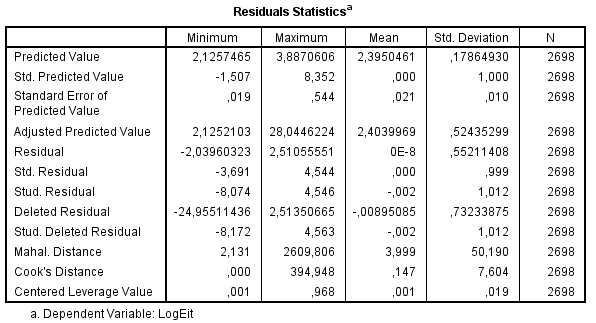 Residuals Statisticsa
Minimum Maximum Mean Std. Deviation N
Predicted Value 2,1257465 3,8870606 2,3950461 ,17864930 2698
Std. Predicted Value -1,507 8,352 ,000 1,000 2698
Standard Error of Predicted Value ,019 ,544 ,021 ,010 2698
Adjusted Predicted Value 2,1252103 28,0446224 2,4039969 ,52435299 2698
Residual -2,03960323 2,51055551 0E-8 ,55211408 2698
Std. Residual -3,691 4,544 ,000 ,999 2698
Stud. Residual -8,074 4,546 -,002 1,012 2698
Deleted Residual -24,95511436 2,51350665 -,00895085 ,73233875 2698
Stud. Deleted Residual -8,172 4,563 -,002 1,012 2698
Mahal. Distance 2,131 2609,806 3,999 50,190 2698
Cook's Distance ,000 394,948 ,147 7,604 2698
Centered Leverage Value ,001 ,968 ,001 ,019 2698
a. Dependent Variable: LogEit